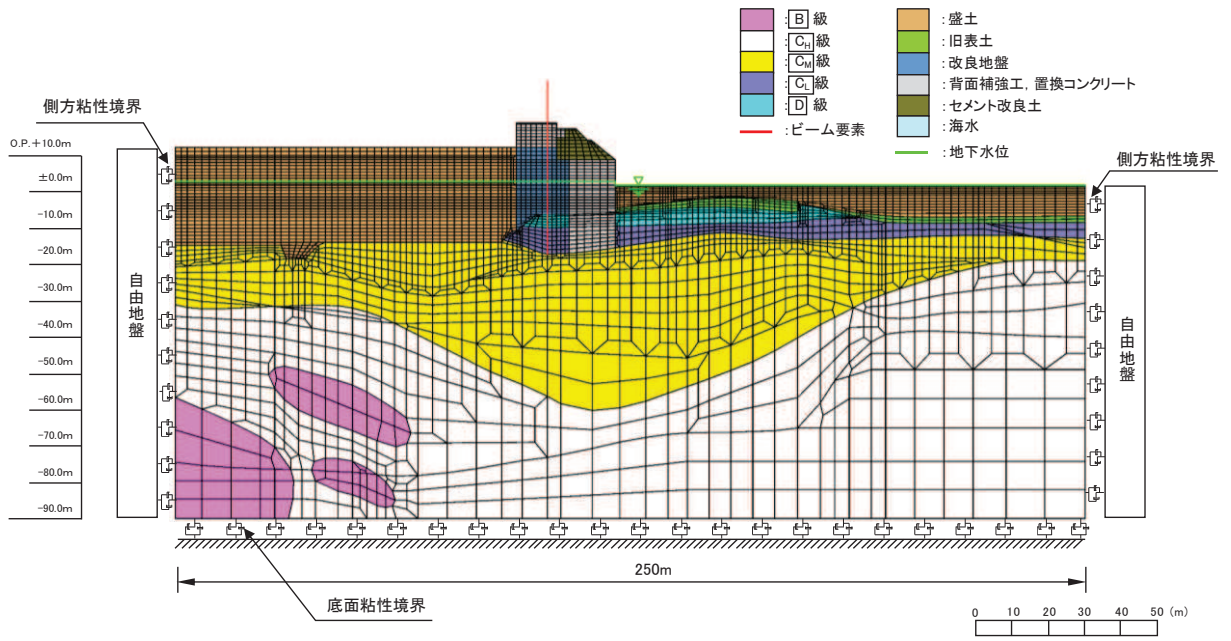 B 級
C_H 級
C_M 級
C_L 級
D 級
:ビーム要素
:盛土
:旧表土
:改良地盤
:背面補強工，置換コンクリート
:セメント改良土
:海水
:地下水位
側方粘性境界
側方粘性境界
O.P.+10.0m
±0.0m
-10.0m
-20.0m
-30.0m
-40.0m
-50.0m
-60.0m
-70.0m
-80.0m
-90.0m
自由地盤
自由地盤
250m
底面粘性境界
0 10 20 30 40 50 (m)